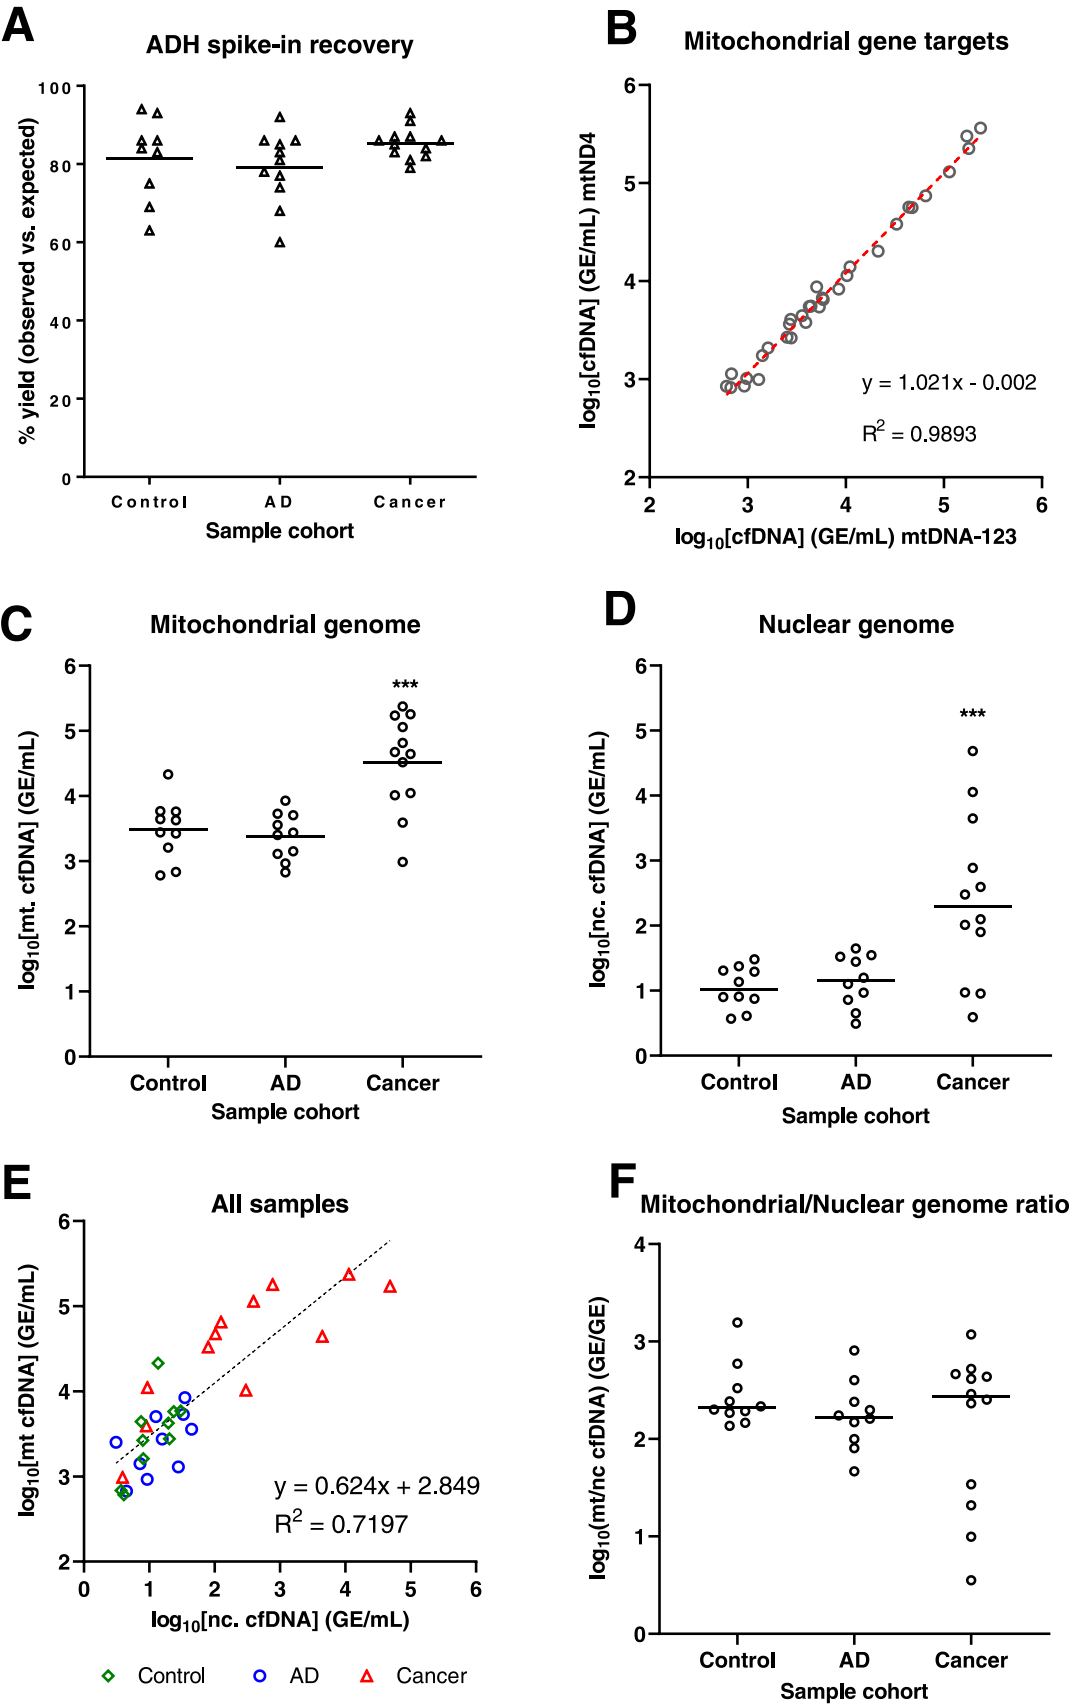 A
ADH spike-in recovery
% yield (observed vs. expected)
100
80
60
40
20
0
Control AD Cancer
Sample cohort
B
Mitochondrial gene targets
log10[cfDNA] (GE/mL) mtND4
6
5
4
3
2
y = 1.021x - 0.002
R² = 0.9893
2 3 4 5 6
log10[cfDNA] (GE/mL) mtDNA-123
C
Mitochondrial genome
log10[mt. cfDNA] (GE/mL)
6
5
4
3
2
1
0
***
Control AD Cancer
Sample cohort
D
Nuclear genome
log10[nc. cfDNA] (GE/mL)
6
5
4
3
2
1
0
***
Control AD Cancer
Sample cohort
E
All samples
log10[mt cfDNA] (GE/mL)
6
5
4
3
2
y = 0.624x + 2.849
R² = 0.7197
0 1 2 3 4 5 6
log10[nc. cfDNA] (GE/mL)
Control AD Cancer
F
Mitochondrial/Nuclear genome ratio
log10(mt/nc cfDNA) (GE/GE)
4
3
2
1
0
Control AD Cancer
Sample cohort